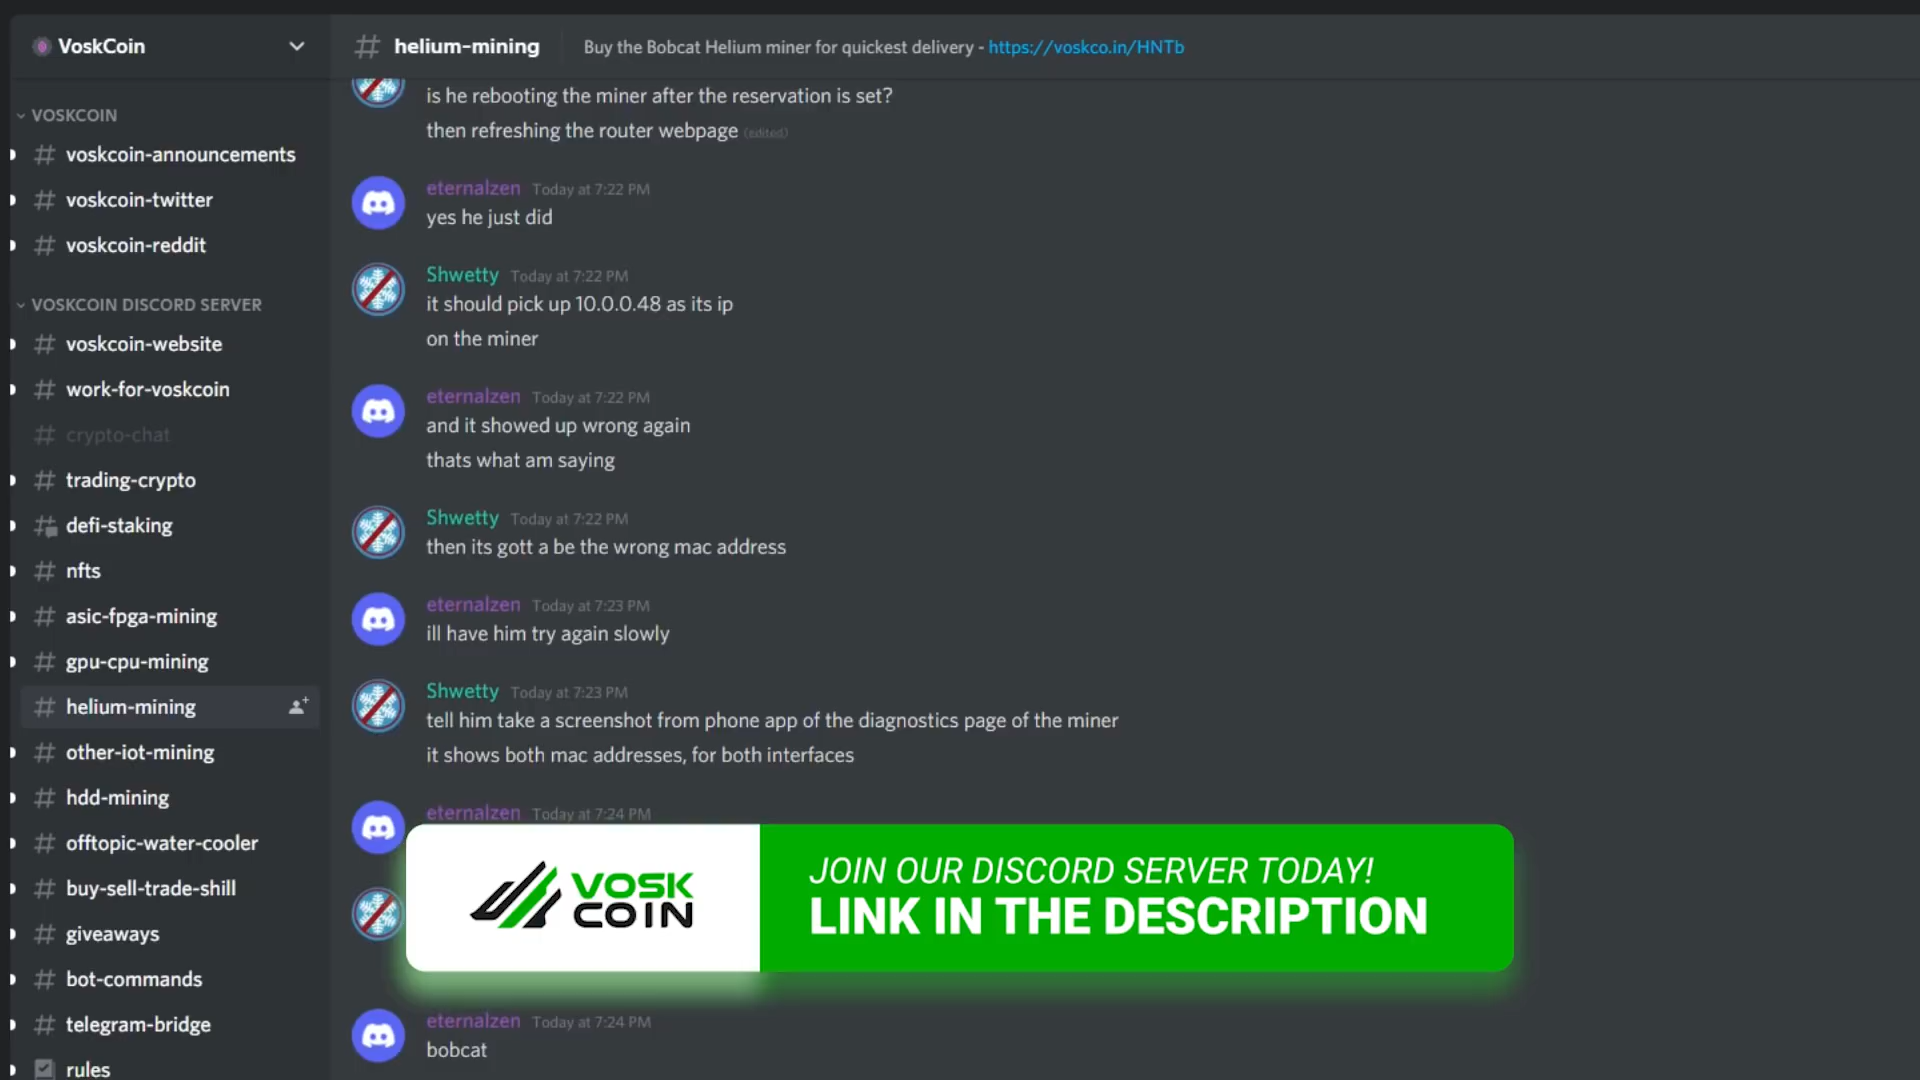 VoskCoin
VOSKCOIN
voskcoin-announcements
voskcoin-twitter
voskcoin-reddit
VOSKCOIN DISCORD SERVER
voskcoin-website
work-for-voskcoin
crypto-chat
trading-crypto
defi-staking
nfts
asic-fpga-mining
gpu-cpu-mining
helium-mining
other-iot-mining
hdd-mining
offtopic-water-cooler
buy-sell-trade-shill
giveaways
bot-commands
telegram-bridge
rules
# helium-mining Buy the Bobcat Helium miner for quickest delivery - https://voskco.in/HNTb
is he rebooting the miner after the reservation is set?
then refreshing the router webpage (edited)
eternalzen Today at 7:22 PM
yes he just did
Shwetty Today at 7:22 PM
it should pick up 10.0.0.48 as its ip
on the miner
eternalzen Today at 7:22 PM
and it showed up wrong again
thats what am saying
Shwetty Today at 7:22 PM
then its gott a be the wrong mac address
eternalzen Today at 7:23 PM
ill have him try again slowly
Shwetty Today at 7:23 PM
tell him take a screenshot from phone app of the diagnostics page of the miner
it shows both mac addresses, for both interfaces
eternalzen Today at 7:24 PM
VOSK
COIN
JOIN OUR DISCORD SERVER TODAY!
LINK IN THE DESCRIPTION
eternalzen Today at 7:24 PM
bobcat